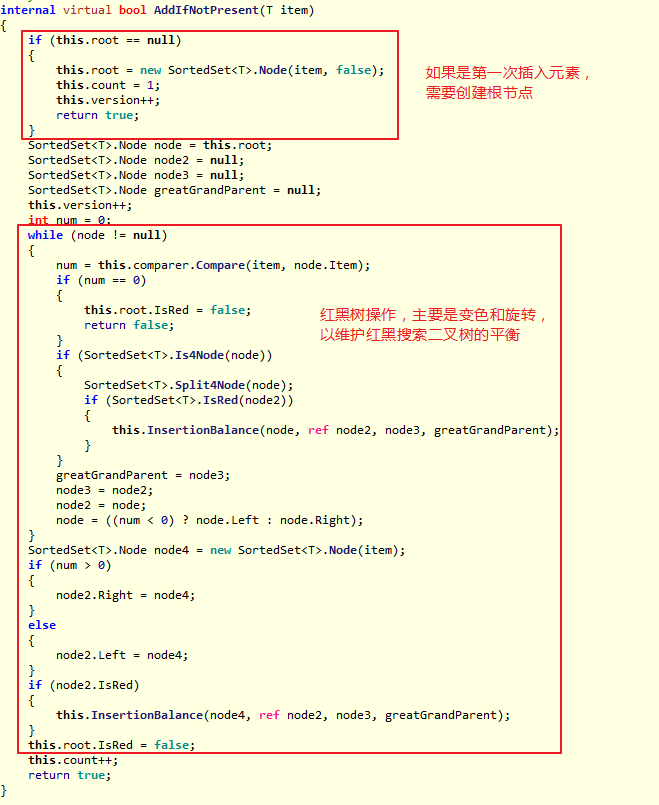 internal virtual bool AddIfNotPresent(T item)
{
if (this.root == null)
{
this.root = new SortedSet<T>.Node(item, false);
this.count = 1;
this.version++;
return true;
}
如果是第一次插入元素，
需要创建根节点
SortedSet<T>.Node node = this.root;
SortedSet<T>.Node node2 = null;
SortedSet<T>.Node node3 = null;
SortedSet<T>.Node greatGrandParent = null;
this.version++;
int num = 0;
while (node != null)
{
num = this.comparer.Compare(item, node.Item);
if (num == 0)
{
this.root.IsRed = false;
return false;
}
红黑树操作，主要是变色和旋转，
以维护红黑搜索二叉树的平衡
if (SortedSet<T>.Is4Node(node))
{
SortedSet<T>.Split4Node(node);
if (SortedSet<T>.IsRed(node2))
{
this.InsertionBalance(node, ref node2, node3, greatGrandParent);
}
}
greatGrandParent = node3;
node3 = node2;
node2 = node;
node = ((num < 0) ? node.Left : node.Right);
}
SortedSet<T>.Node node4 = new SortedSet<T>.Node(item);
if (num > 0)
{
node2.Right = node4;
}
else
{
node2.Left = node4;
}
if (node2.IsRed)
{
this.InsertionBalance(node4, ref node2, node3, greatGrandParent);
}
this.root.IsRed = false;
this.count++;
return true;
}